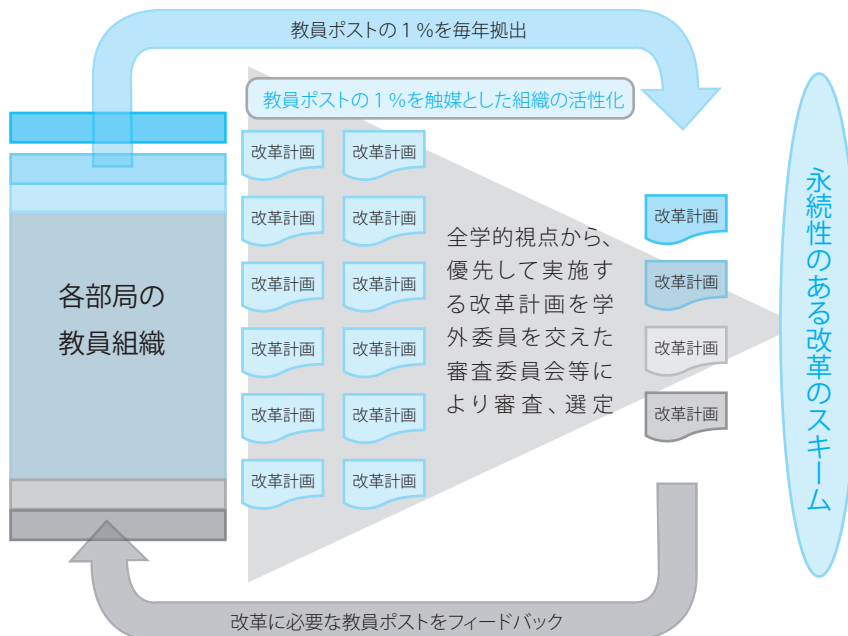 教員ポストの1%を毎年拠出
教員ポストの1%を触媒とした組織の活性化
各部局の
教員組織
改革計画 改革計画
改革計画 改革計画
改革計画 改革計画
改革計画 改革計画
改革計画 改革計画
改革計画 改革計画
全学的視点から、
優先して実施す
る改革計画を学
外委員を交えた
審査委員会等に
より審査、選定
改革計画
改革計画
改革計画
改革計画
永続性のある改革のスキーム
改革に必要な教員ポストをフィードバック